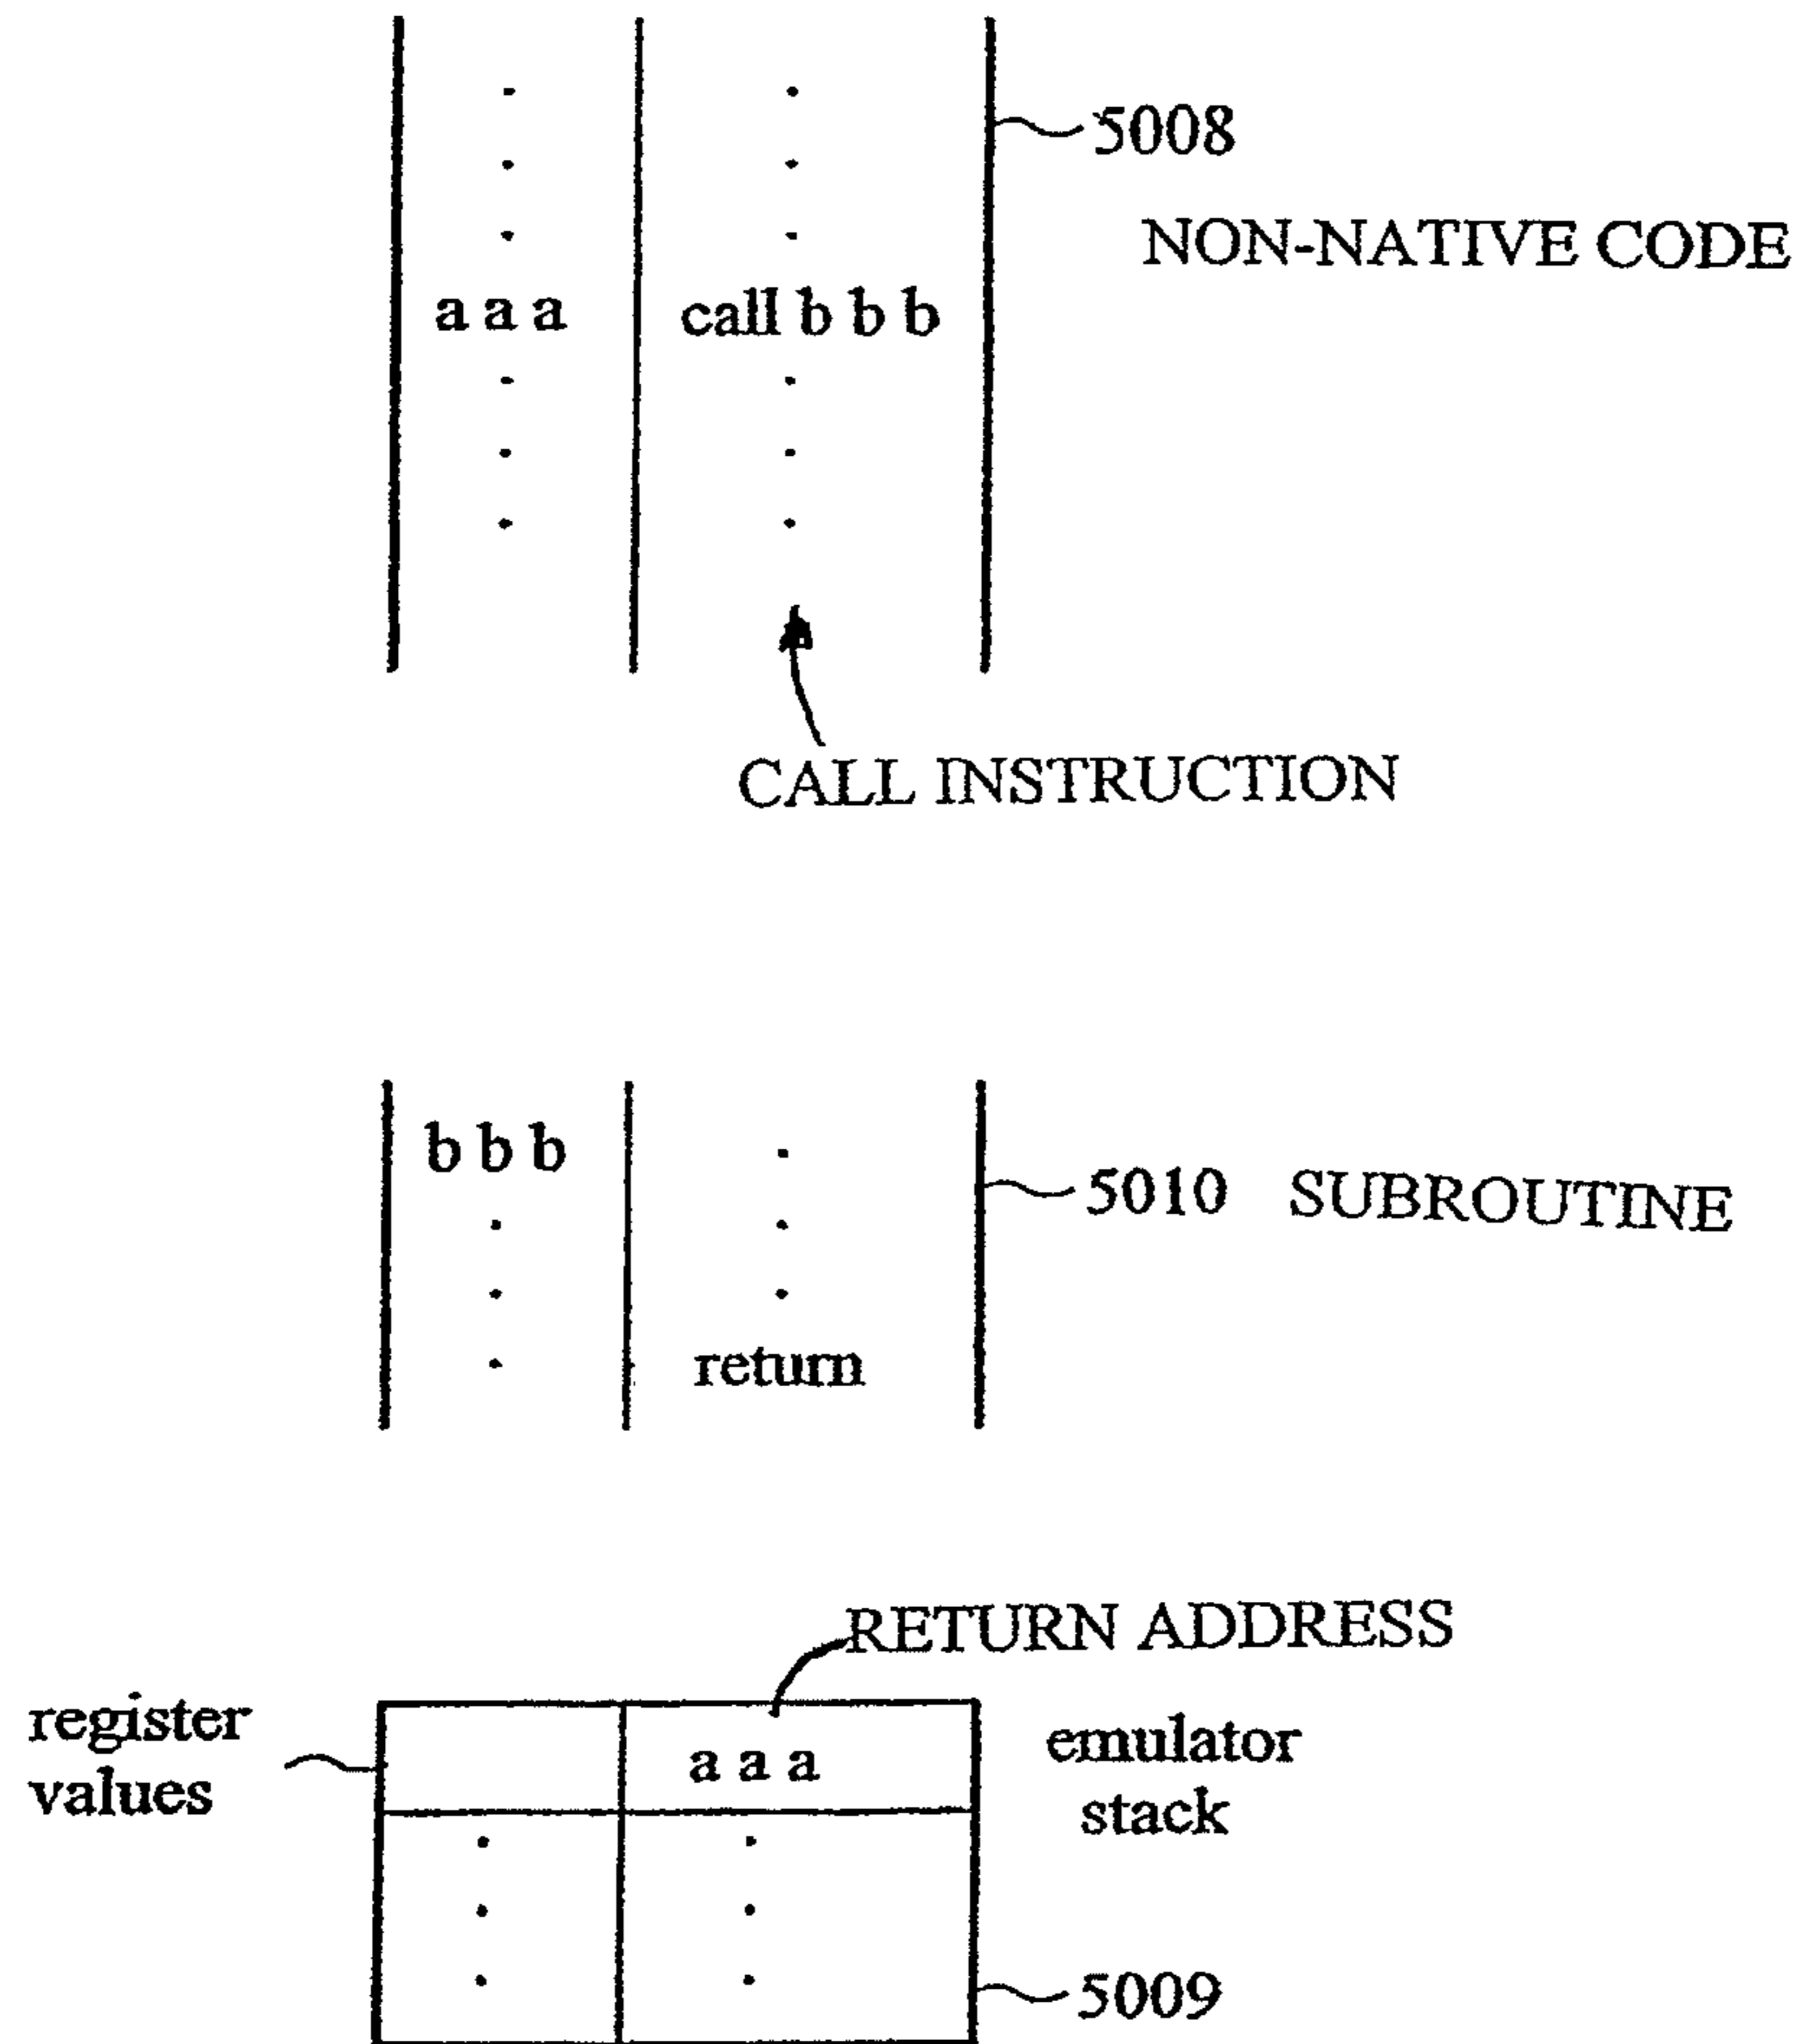 5008
NON-NATIVE CODE
a a a call b b b
CALL INSTRUCTION
b b b
5010 SUBROUTINE
return
RETURN ADDRESS
register
values
a a a
emulator
stack
5009